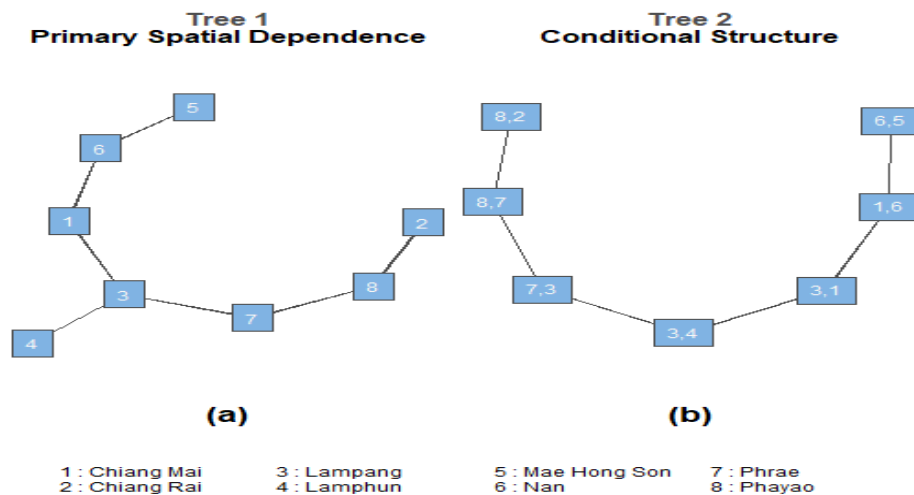 Tree 1
Primary Spatial Dependence
Tree 2
Conditional Structure
5
6
1
2
3
8
7
4
8,2
6,5
8,7
1,6
7,3
3,1
3,4
(a)
(b)
1 : Chiang Mai
2 : Chiang Rai
3 : Lampang
4 : Lamphun
5 : Mae Hong Son
6 : Nan
7 : Phrae
8 : Phayao